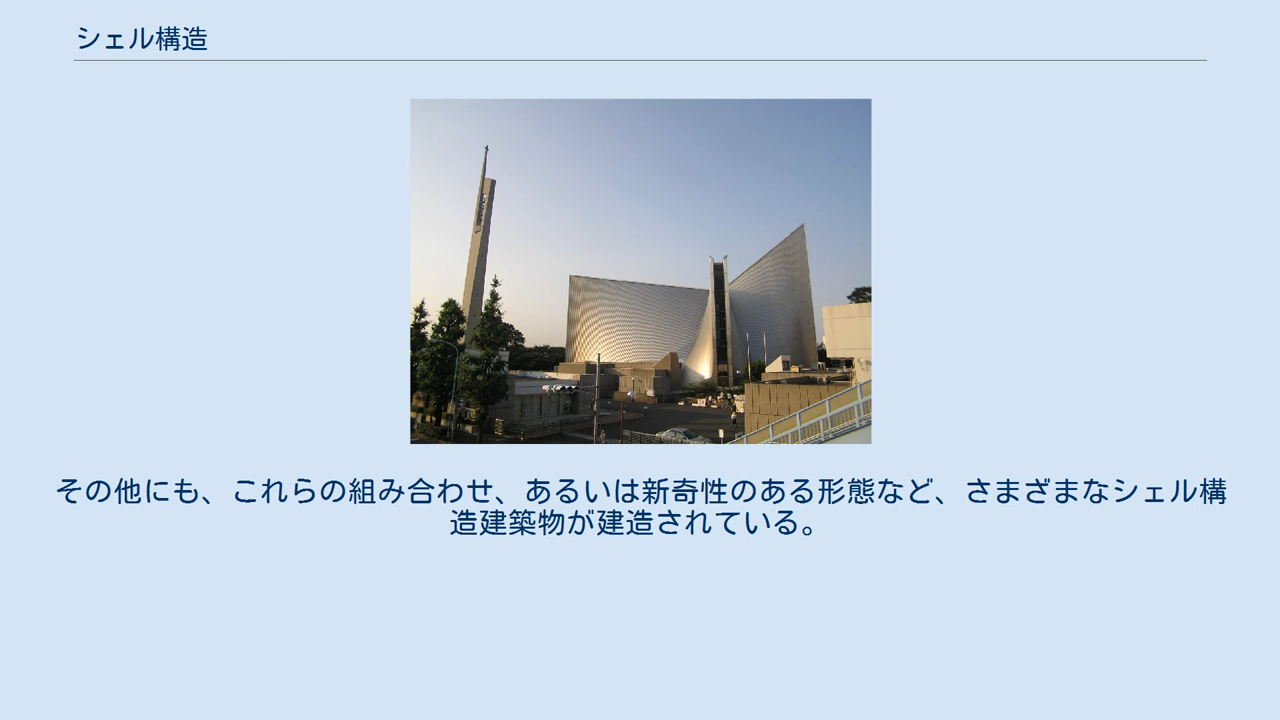 シェル構造
その他にも、これらの組み合わせ、あるいは新奇性のある形態など、さまざまなシェル構
造建築物が建造されている。